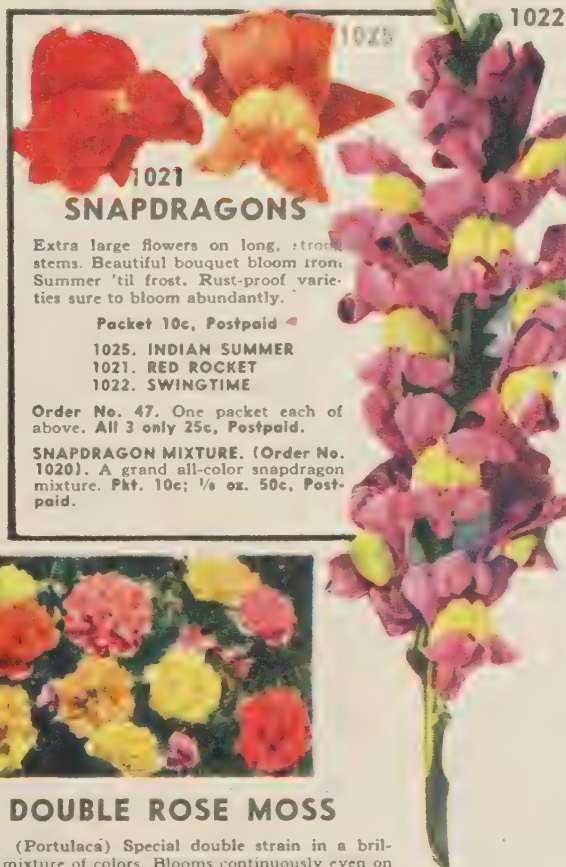 1022
1025
1021
SNAPDRAGONS
Extra large flowers on long, strong
stems. Beautiful bouquet bloom from
Summer 'til frost. Rust-proof varie-
ties sure to bloom abundantly.
Packet 10c, Postpaid
1025. INDIAN SUMMER
1021. RED ROCKET
1022. SWINGTIME
Order No. 47. One packet each of
above. All 3 only 25c, Postpaid.
SNAPDRAGON MIXTURE. (Order No.
1020). A grand all-color snapdragon
mixture. Pkt. 10c; 1/8 oz. 50c, Post-
paid.
DOUBLE ROSE MOSS
(Portulaca) Special double strain in a bril-
mixture of colors. Blooms continuously even on